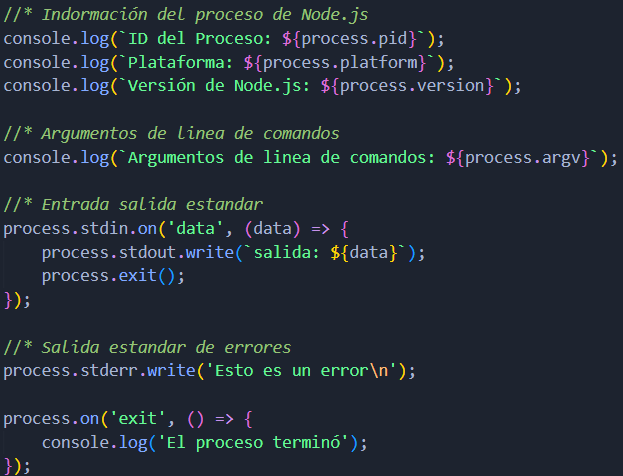 //* Indormación del proceso de Node.js
console.log(`ID del Proceso: ${process.pid}`);
console.log(`Plataforma: ${process.platform}`);
console.log(`Versión de Node.js: ${process.version}`);

//* Argumentos de linea de comandos
console.log(`Argumentos de linea de comandos: ${process.argv}`);

//* Entrada salida estandar
process.stdin.on('data', (data) => {
    process.stdout.write(`salida: ${data}`);
    process.exit();
});

//* Salida estandar de errores
process.stderr.write('Esto es un error\n');

process.on('exit', () => {
    console.log('El proceso terminó');
});